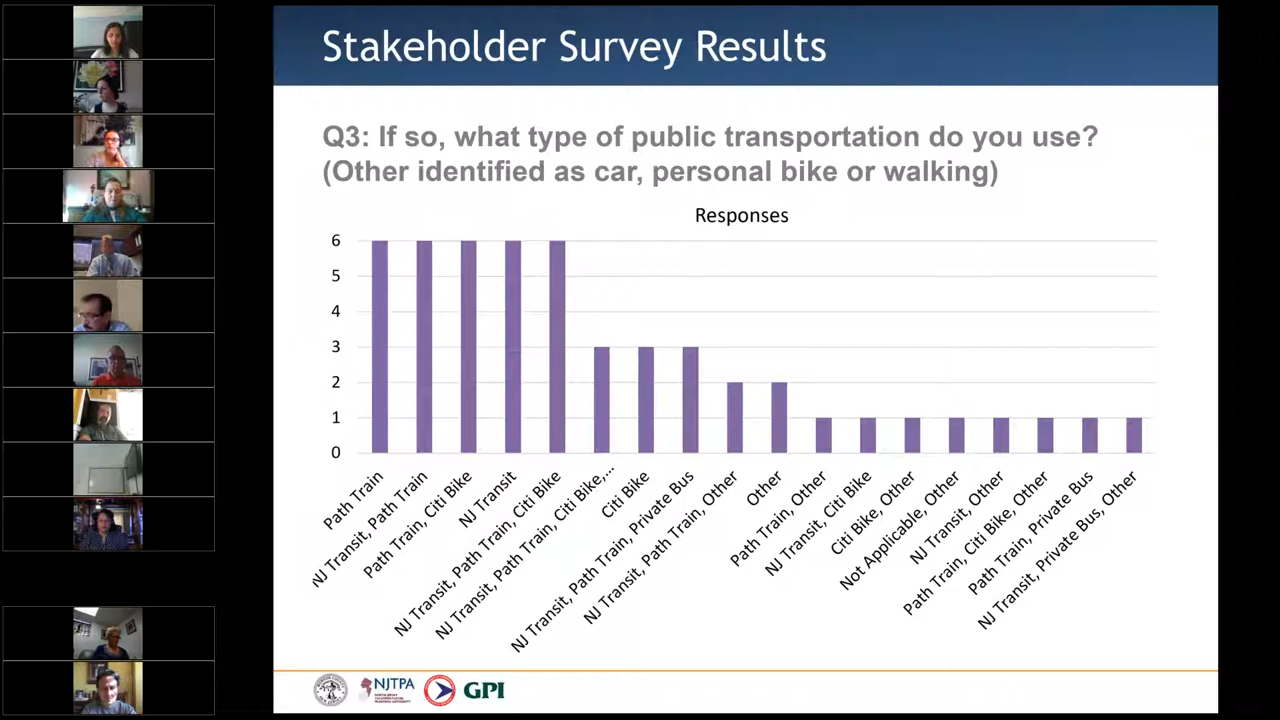 Stakeholder Survey Results
Q3: If so, what type of public transportation do you use?
(Other identified as car, personal bike or walking)
Responses
6
5
4
3
2
1
0
Path Train
NJ Transit, Path Train
Path Train, Citi Bike
NJ Transit
NJ Transit, Path Train, Citi Bike
NJ Transit, Path Train, Citi Bike,...
Citi Bike
NJ Transit, Path Train, Private Bus
NJ Transit, Path Train, Other
Other
Path Train, Other
NJ Transit, Citi Bike
Citi Bike, Other
Not Applicable, Other
NJ Transit, Other
Path Train, Citi Bike, Other
Path Train, Private Bus
NJ Transit, Private Bus, Other
NJTPA
GPI